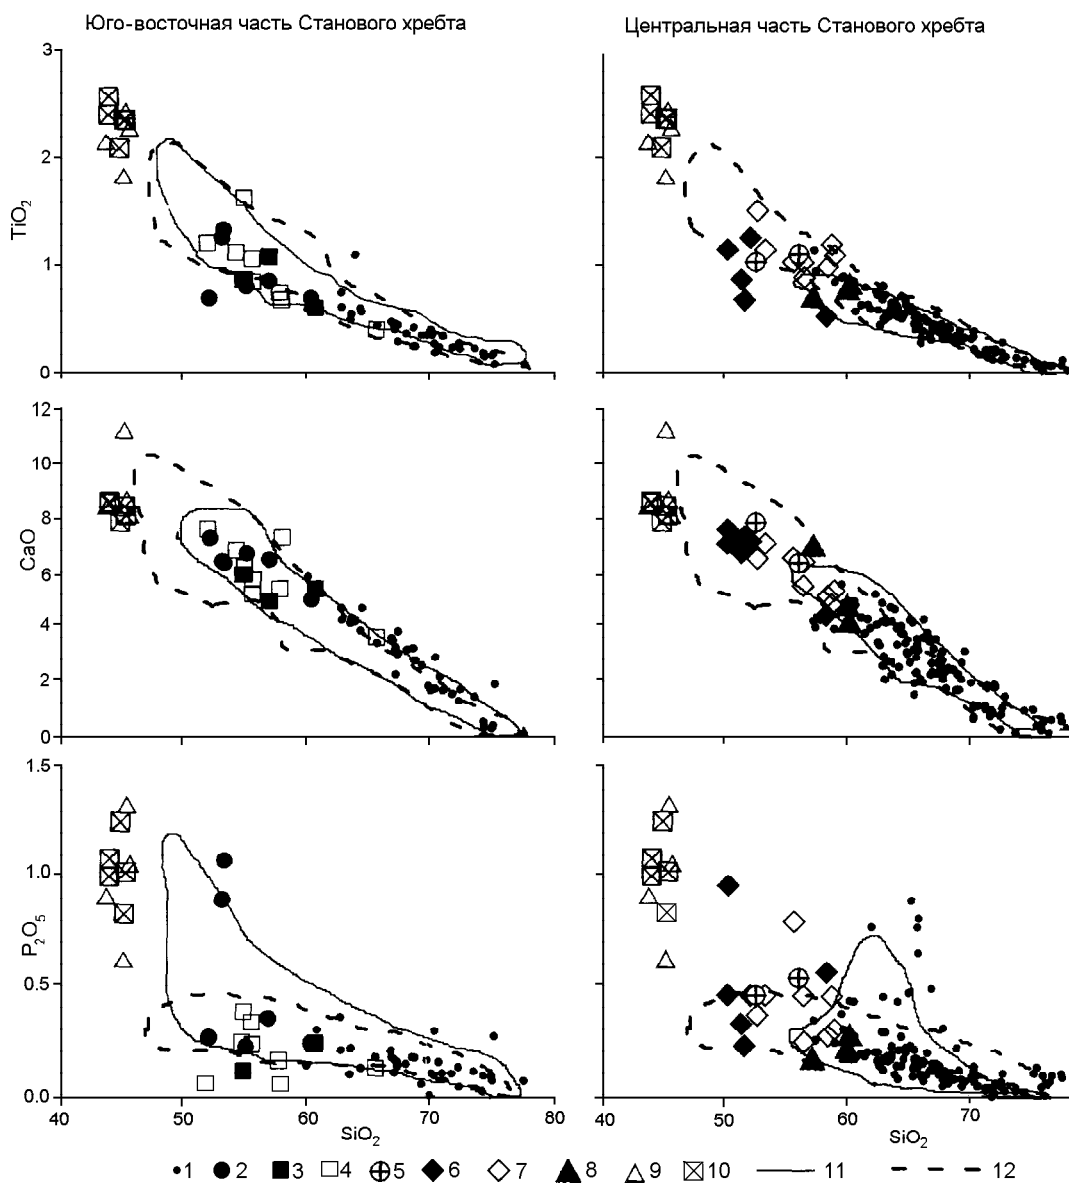 Юго-восточная часть Станового хребта
Центральная часть Станового хребта
3
2
1
0
TiO2
12
10
8
6
4
2
0
CaO
1.5
1.0
0.5
0.0
P2O5
40 50 60 70 80
SiO2
40 50 60 70
SiO2
1 2 3 4 5 6 7 8 9 10 11 12